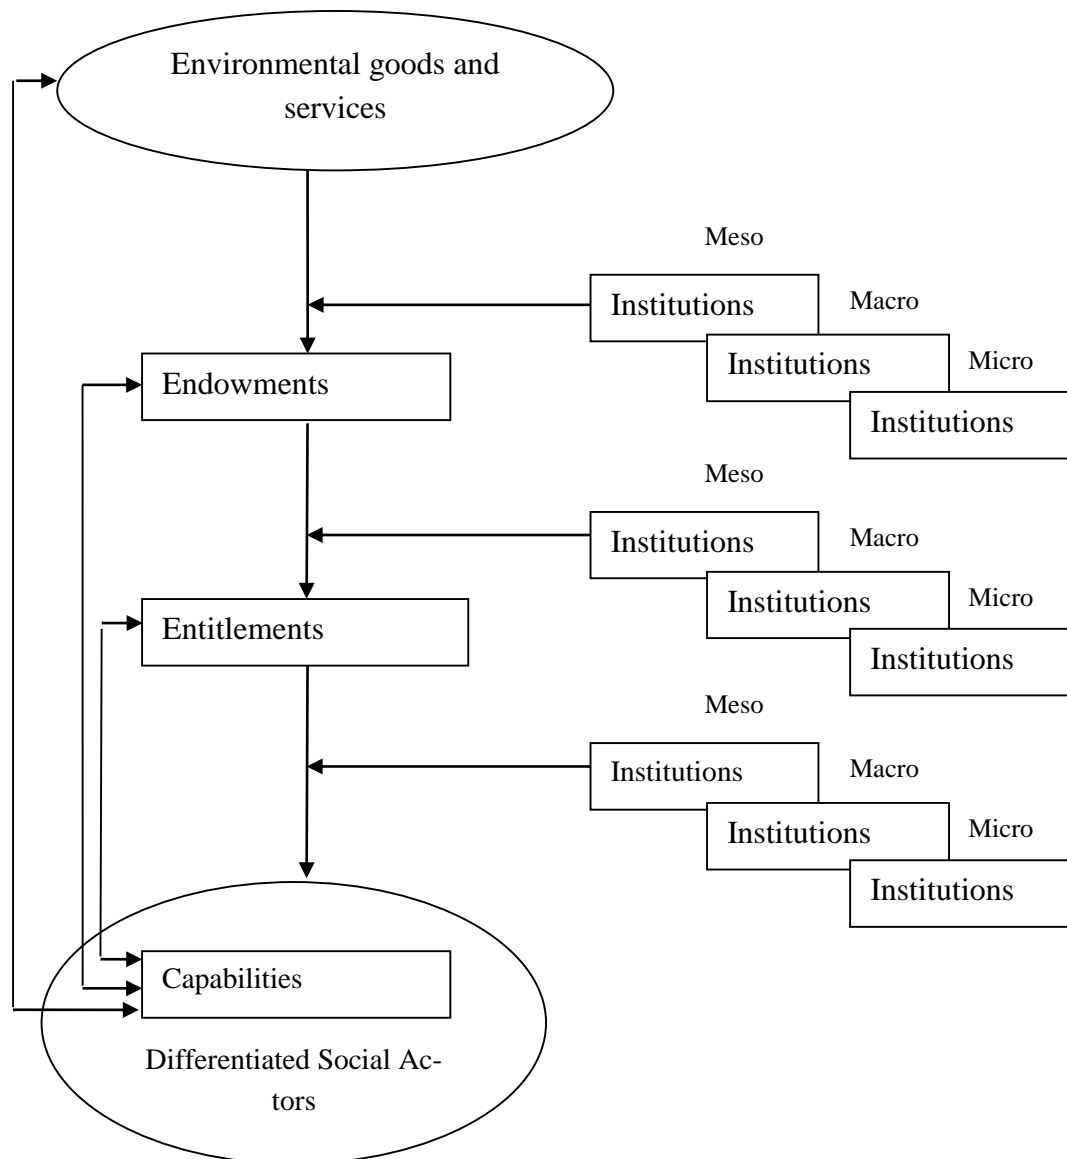 Environmental goods and
services
Meso
Institutions
Macro
Institutions
Micro
Institutions
Endowments
Meso
Institutions
Macro
Institutions
Micro
Institutions
Entitlements
Meso
Institutions
Macro
Institutions
Micro
Institutions
Capabilities
Differentiated Social Ac-
tors